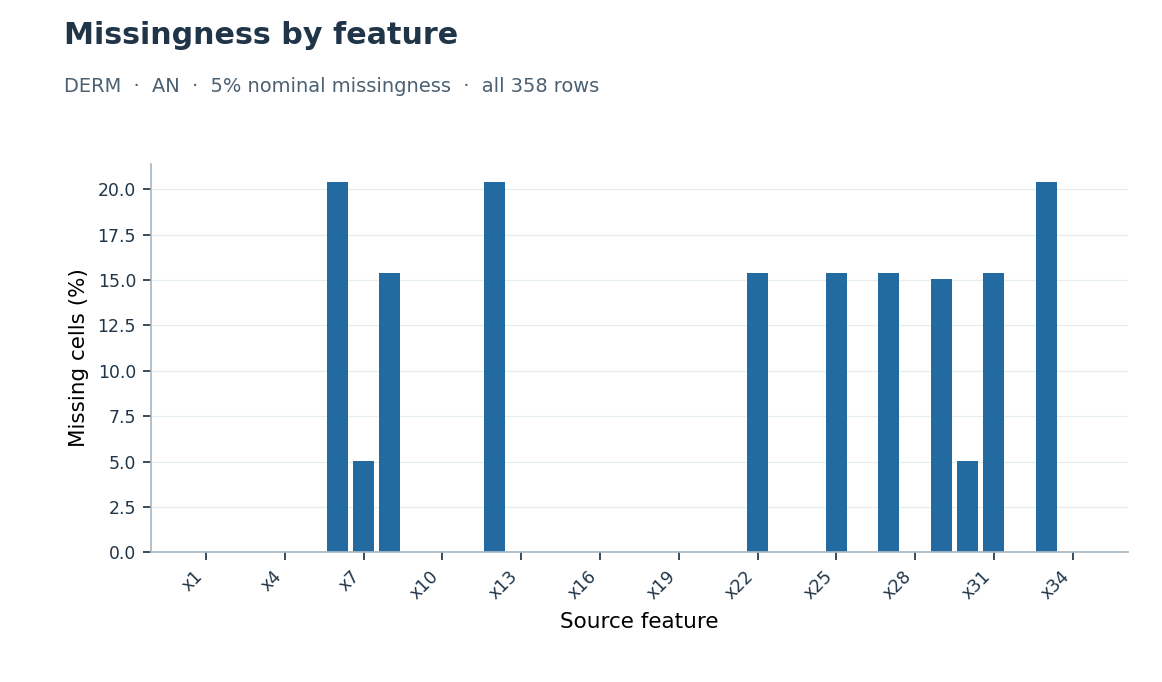 Missingness by feature
DERM · AN · 5% nominal missingness · all 358 rows
Missing cells (%)
20.0
17.5
15.0
12.5
10.0
7.5
5.0
2.5
0.0
x1 x4 x7 x10 x13 x16 x19 x22 x25 x28 x31 x34
Source feature